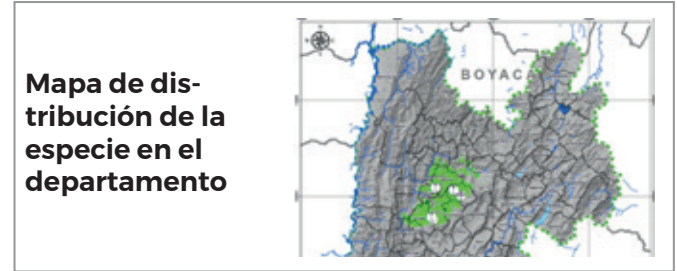 Mapa de dis-
tribución de la
especie en el
departamento
BOYACA